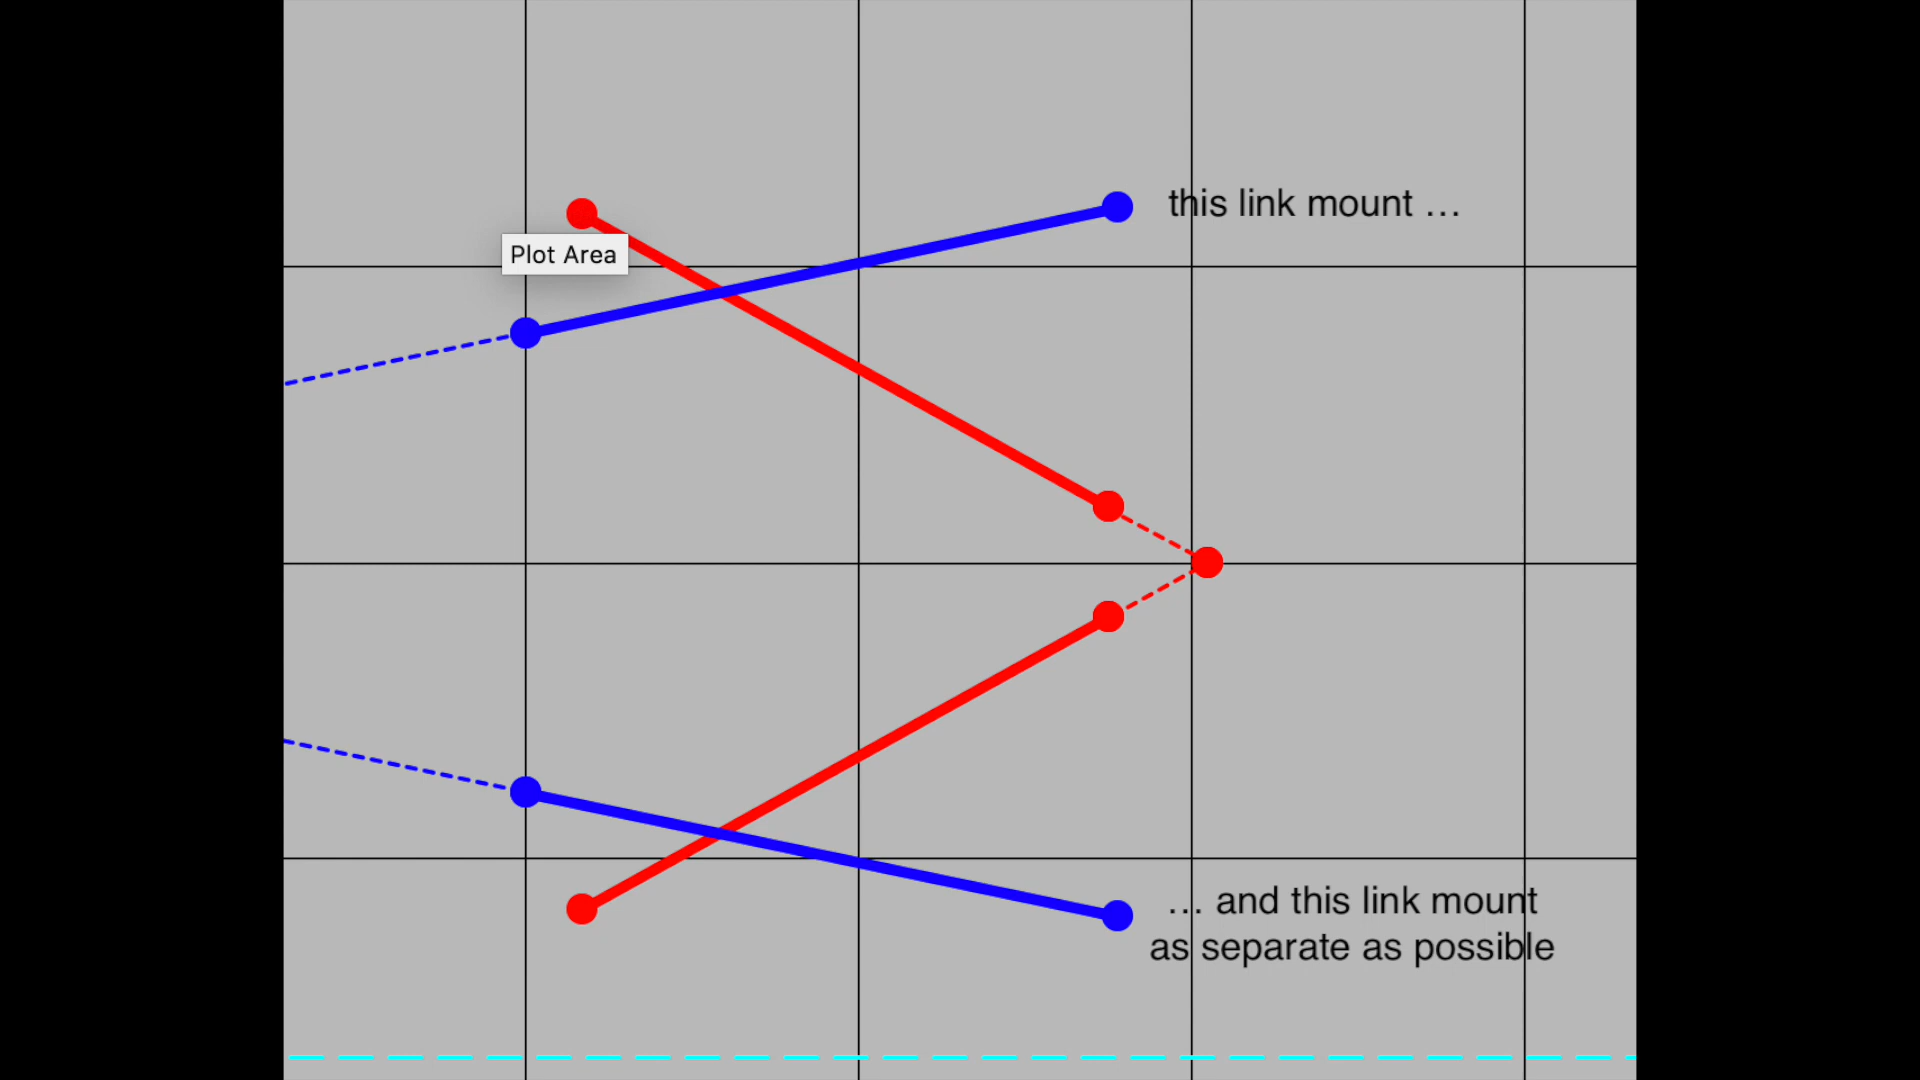 this link mount …
Plot Area
… and this link mount
as separate as possible